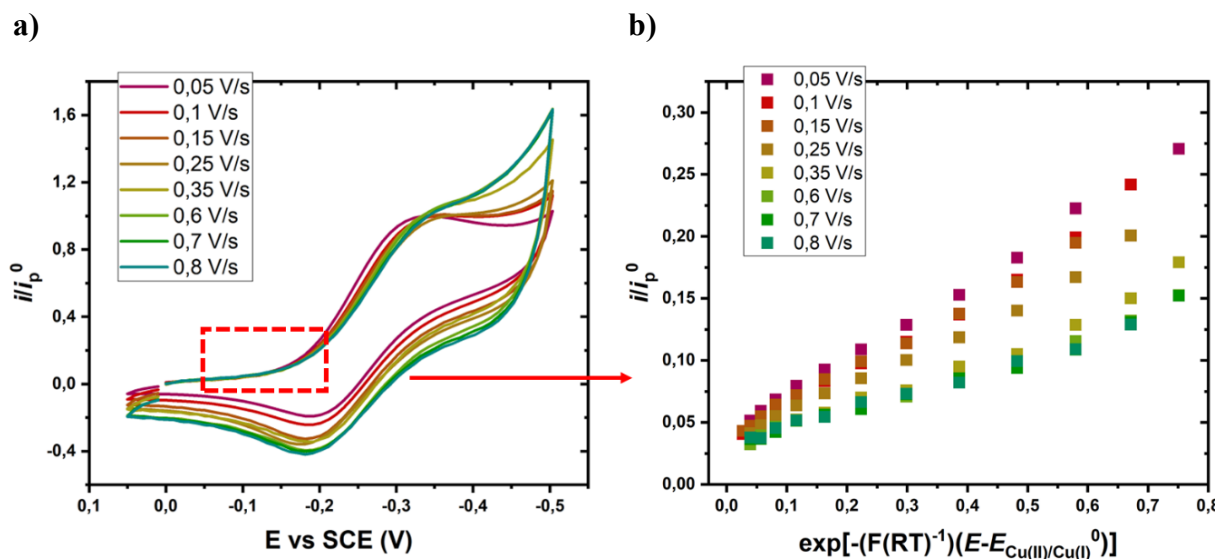 a)
0,05 V/s
0,1 V/s
0,15 V/s
0,25 V/s
0,35 V/s
0,6 V/s
0,7 V/s
0,8 V/s
i/iₚ⁰
1,6
1,2
0,8
0,4
0,0
-0,4
0,1 0,0 -0,1 -0,2 -0,3 -0,4 -0,5
E vs SCE (V)
b)
0,05 V/s
0,1 V/s
0,15 V/s
0,25 V/s
0,35 V/s
0,6 V/s
0,7 V/s
0,8 V/s
i/iₚ⁰
0,30
0,25
0,20
0,15
0,10
0,05
0,00
0,0 0,1 0,2 0,3 0,4 0,5 0,6 0,7 0,8
exp[-(F(RT)⁻¹)(E-E_Cu(II)/Cu(I)⁰)]